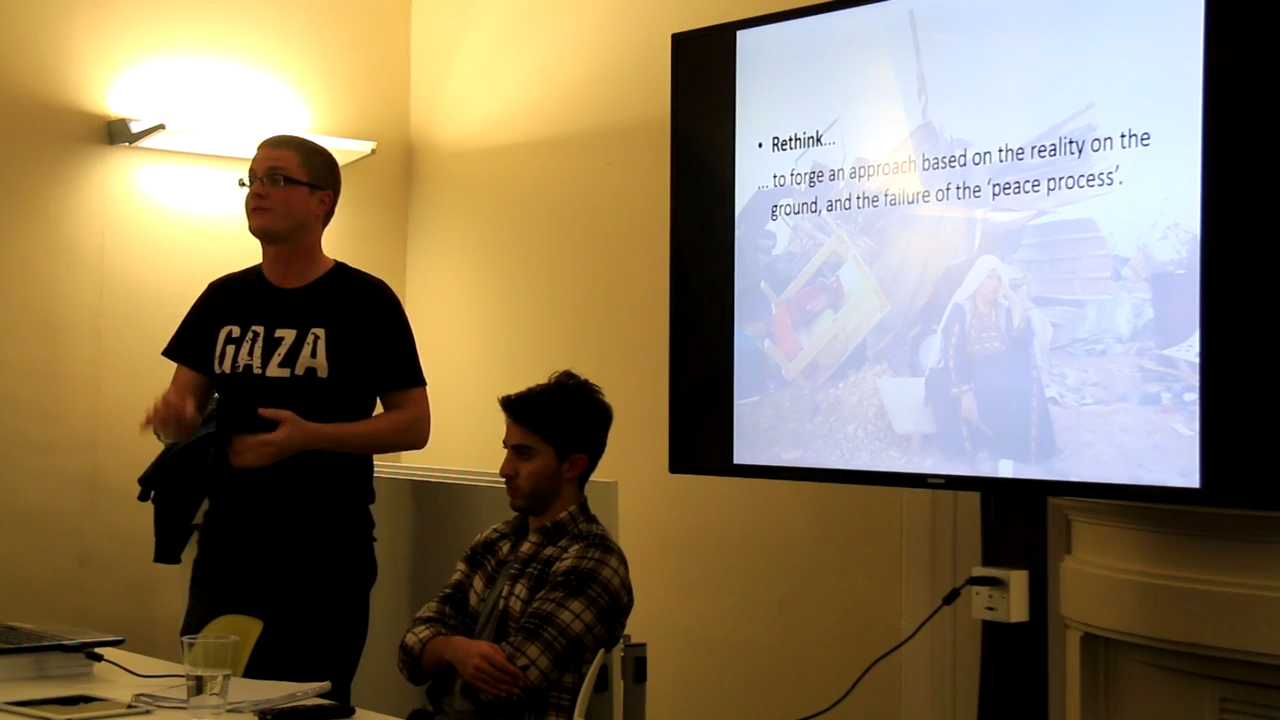 GAZA
• Rethink...
... to forge an approach based on the reality on the
ground, and the failure of the 'peace process'.